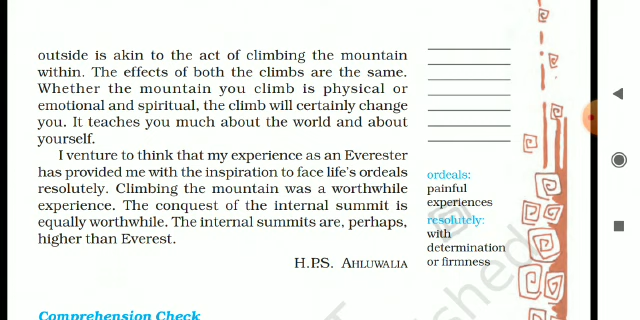 outside is akin to the act of climbing the mountain
within. The effects of both the climbs are the same.
Whether the mountain you climb is physical or
emotional and spiritual, the climb will certainly change
you. It teaches you much about the world and about
yourself.
I venture to think that my experience as an Everester
has provided me with the inspiration to face life's ordeals
resolutely. Climbing the mountain was a worthwhile
experience. The conquest of the internal summit is
equally worthwhile. The internal summits are, perhaps,
higher than Everest.
H.P.S. AHLUWALIA
ordeals:
painful
experiences
resolutely:
with
determination
or firmness
Comprehension Check